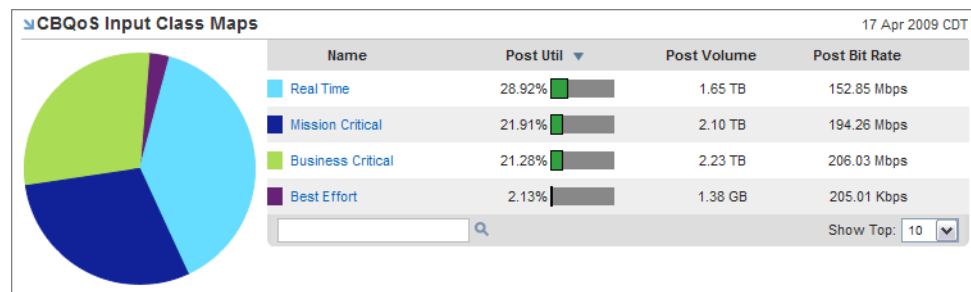 CBQoS Input Class Maps 17 Apr 2009 CDT
Name Post Util Post Volume Post Bit Rate
Real Time 28.92% 1.65 TB 152.85 Mbps
Mission Critical 21.91% 2.10 TB 194.26 Mbps
Business Critical 21.28% 2.23 TB 206.03 Mbps
Best Effort 2.13% 1.38 GB 205.01 Kbps
Show Top: 10